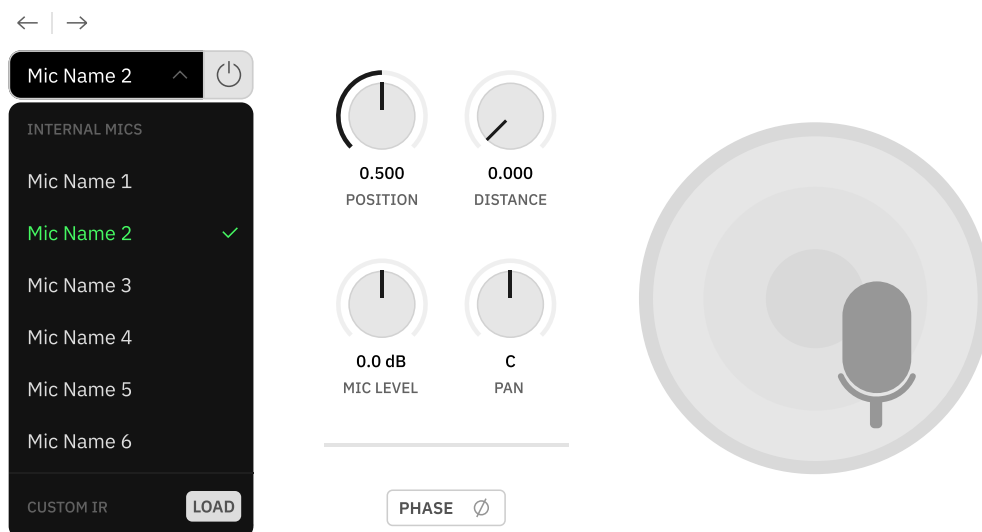 Mic Name 2
INTERNAL MICS
Mic Name 1
Mic Name 2
Mic Name 3
Mic Name 4
Mic Name 5
Mic Name 6
CUSTOM IR LOAD
0.500 0.000
POSITION DISTANCE
0.0 dB C
MIC LEVEL PAN
PHASE